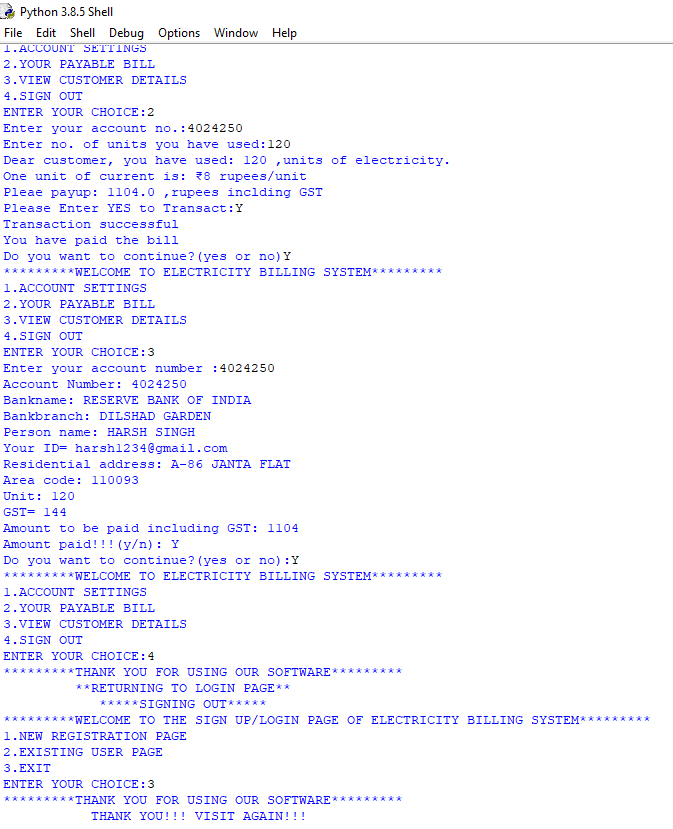 Python 3.8.5 Shell
File Edit Shell Debug Options Window Help
1.ACCOUNT SETTINGS
2.YOUR PAYABLE BILL
3.VIEW CUSTOMER DETAILS
4.SIGN OUT
ENTER YOUR CHOICE:2
Enter your account no.:4024250
Enter no. of units you have used:120
Dear customer, you have used: 120 ,units of electricity.
One unit of current is: ₹8 rupees/unit
Pleae payup: 1104.0 ,rupees inclding GST
Please Enter YES to Transact:Y
Transaction successful
You have paid the bill
Do you want to continue?(yes or no)Y
*********WELCOME TO ELECTRICITY BILLING SYSTEM*********
1.ACCOUNT SETTINGS
2.YOUR PAYABLE BILL
3.VIEW CUSTOMER DETAILS
4.SIGN OUT
ENTER YOUR CHOICE:3
Enter your account number :4024250
Account Number: 4024250
Bankname: RESERVE BANK OF INDIA
Bankbranch: DILSHAD GARDEN
Person name: HARSH SINGH
Your ID= harsh1234@gmail.com
Residential address: A-86 JANTA FLAT
Area code: 110093
Unit: 120
GST= 144
Amount to be paid including GST: 1104
Amount paid!!!(y/n): Y
Do you want to continue?(yes or no):Y
*********WELCOME TO ELECTRICITY BILLING SYSTEM*********
1.ACCOUNT SETTINGS
2.YOUR PAYABLE BILL
3.VIEW CUSTOMER DETAILS
4.SIGN OUT
ENTER YOUR CHOICE:4
*********THANK YOU FOR USING OUR SOFTWARE*********
**RETURNING TO LOGIN PAGE**
*****SIGNING OUT*****
*********WELCOME TO THE SIGN UP/LOGIN PAGE OF ELECTRICITY BILLING SYSTEM*********
1.NEW REGISTRATION PAGE
2.EXISTING USER PAGE
3.EXIT
ENTER YOUR CHOICE:3
*********THANK YOU FOR USING OUR SOFTWARE*********
THANK YOU!!! VISIT AGAIN!!!